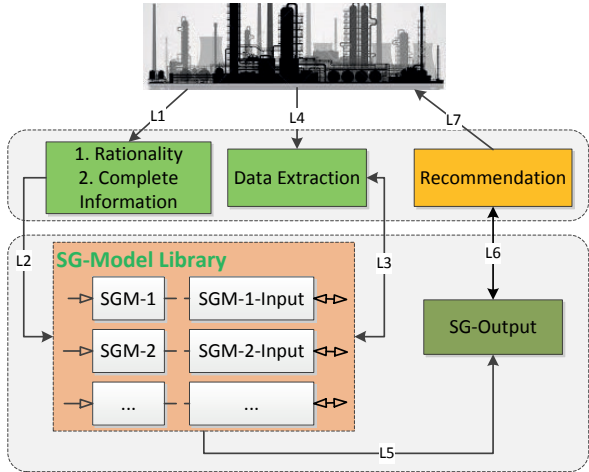 L1
L4
L7
1. Rationality
2. Complete
Information
Data Extraction
Recommendation
L2
L3
L6
SG-Model Library
SGM-1
SGM-1-Input
SGM-2
SGM-2-Input
...
...
SG-Output
L5